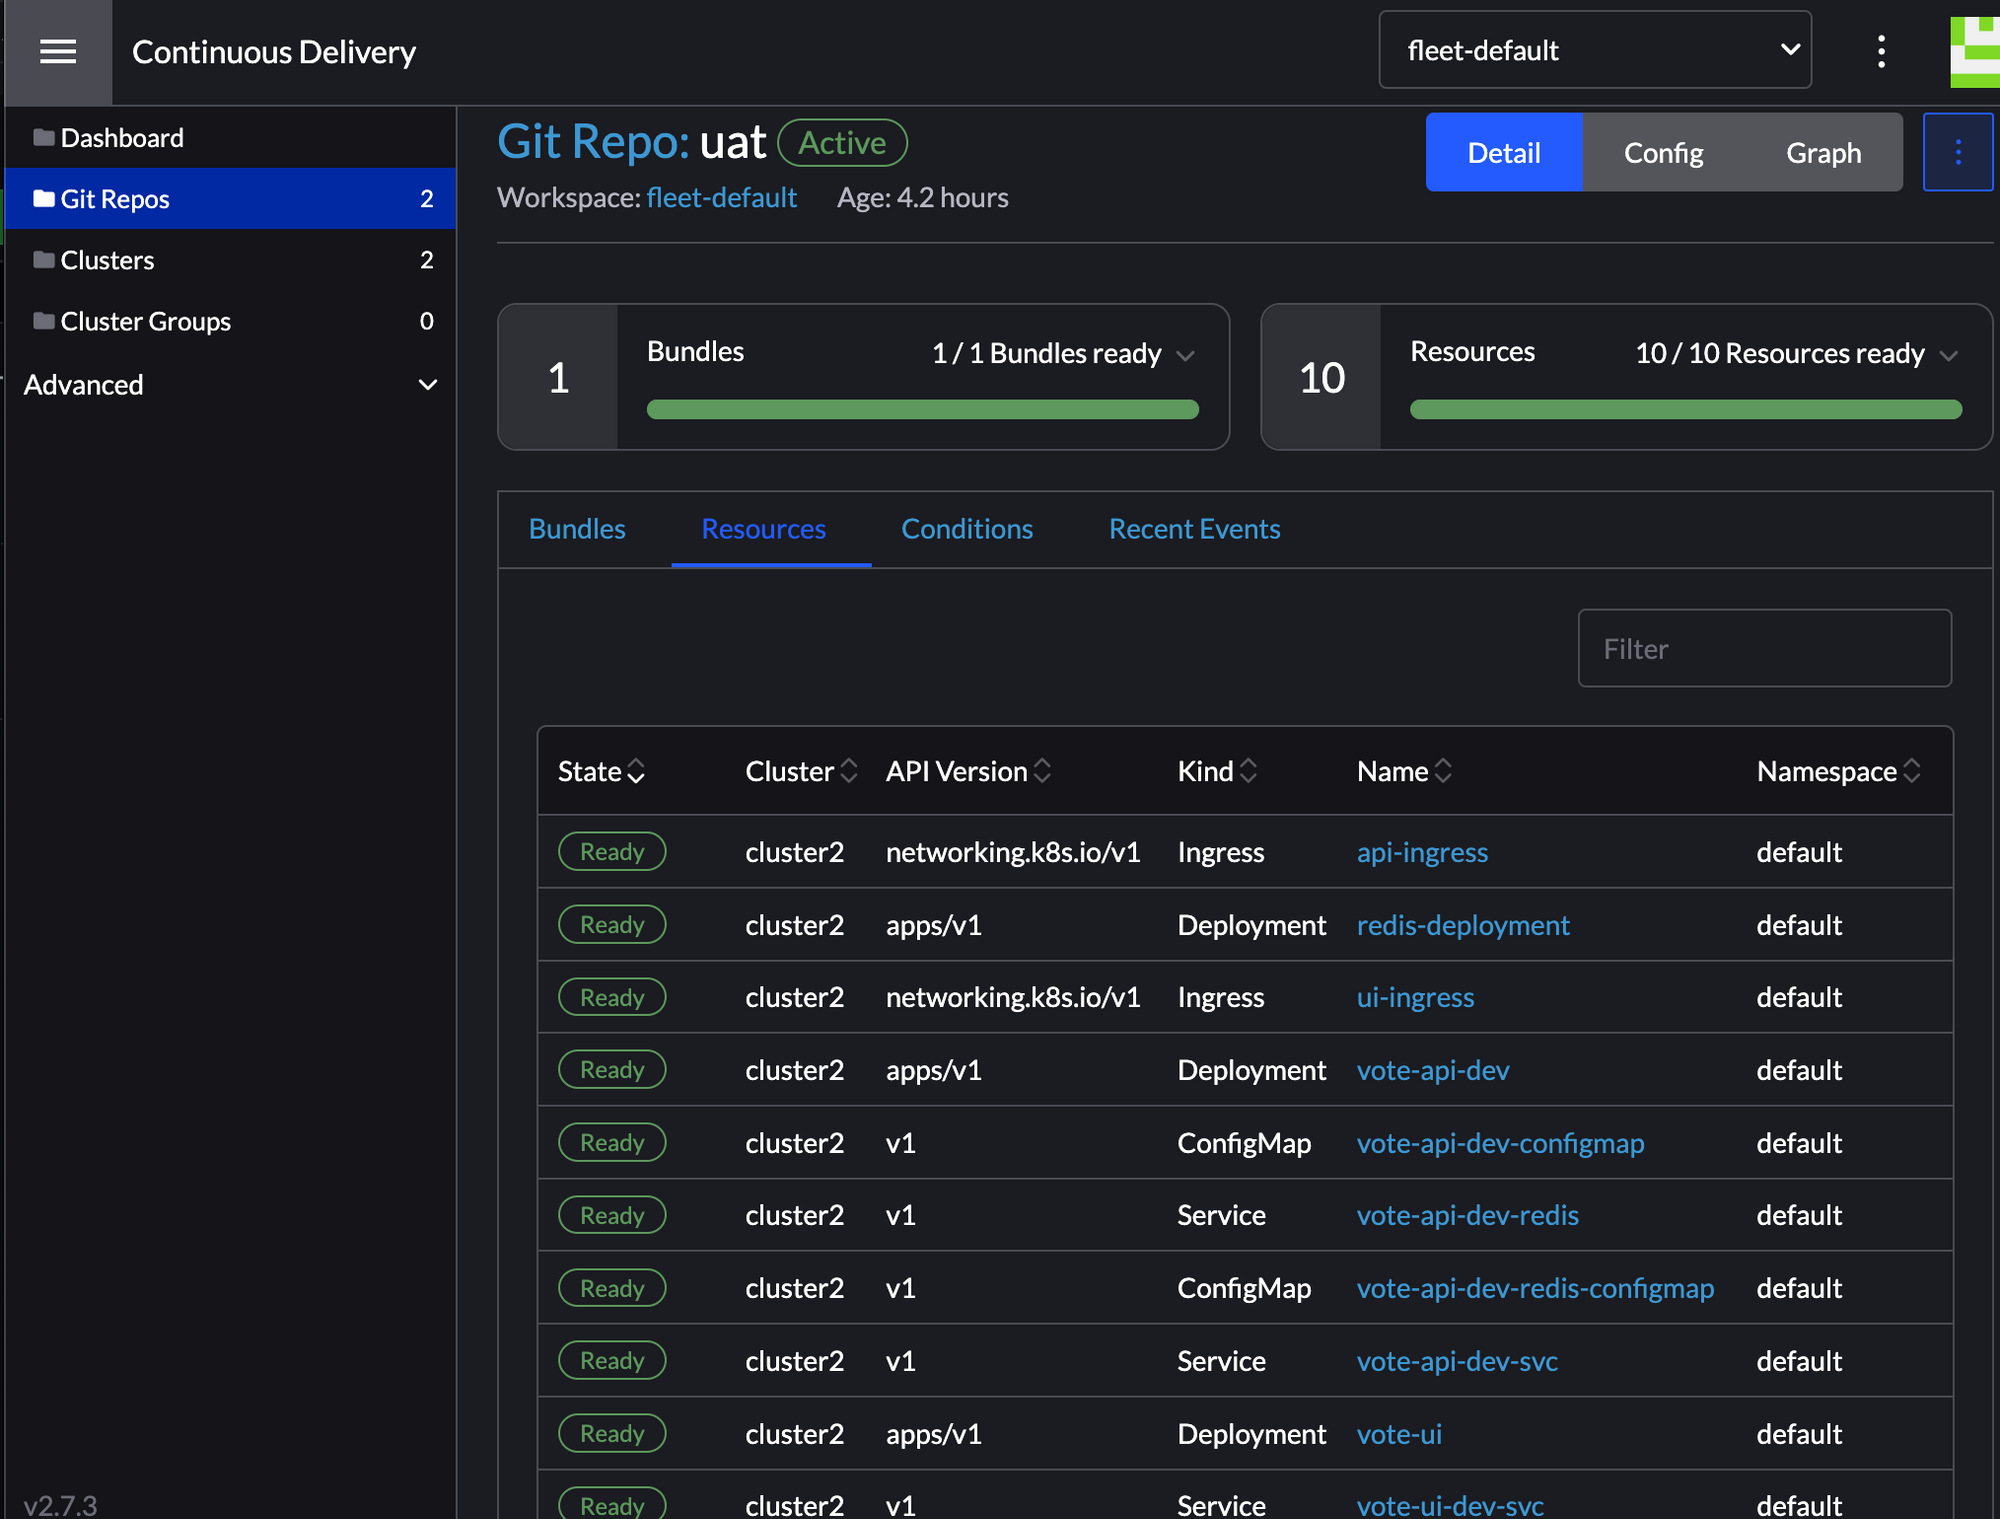 Continuous Delivery
fleet-default
Dashboard
Git Repos 2
Clusters 2
Cluster Groups 0
Advanced
v2.7.3
Git Repo: uat Active
Detail Config Graph
Workspace: fleet-default Age: 4.2 hours
1 Bundles 1 / 1 Bundles ready
10 Resources 10 / 10 Resources ready
Bundles Resources Conditions Recent Events
Filter
State Cluster API Version Kind Name Namespace
Ready cluster2 networking.k8s.io/v1 Ingress api-ingress default
Ready cluster2 apps/v1 Deployment redis-deployment default
Ready cluster2 networking.k8s.io/v1 Ingress ui-ingress default
Ready cluster2 apps/v1 Deployment vote-api-dev default
Ready cluster2 v1 ConfigMap vote-api-dev-configmap default
Ready cluster2 v1 Service vote-api-dev-redis default
Ready cluster2 v1 ConfigMap vote-api-dev-redis-configmap default
Ready cluster2 v1 Service vote-api-dev-svc default
Ready cluster2 apps/v1 Deployment vote-ui default
Ready cluster2 v1 Service vote-ui-dev-svc default